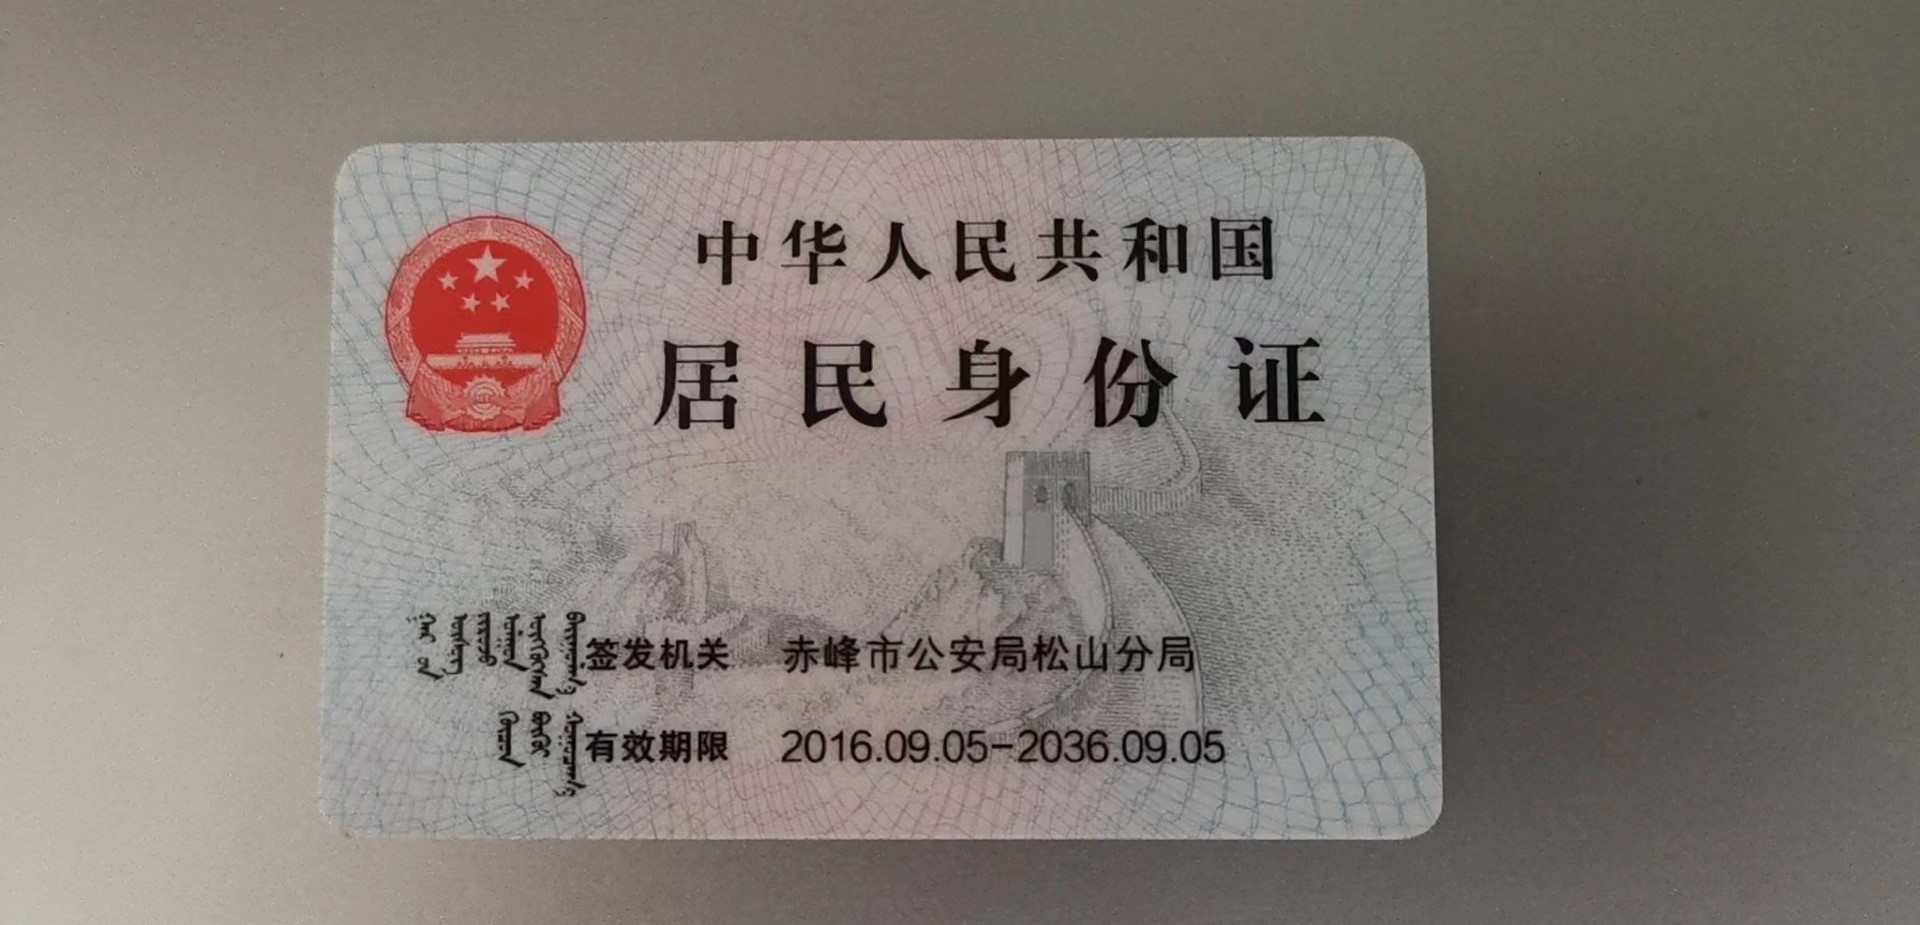 中华人民共和国
居民身份证
签发机关 赤峰市公安局松山分局
有效期限 2016.09.05-2036.09.05